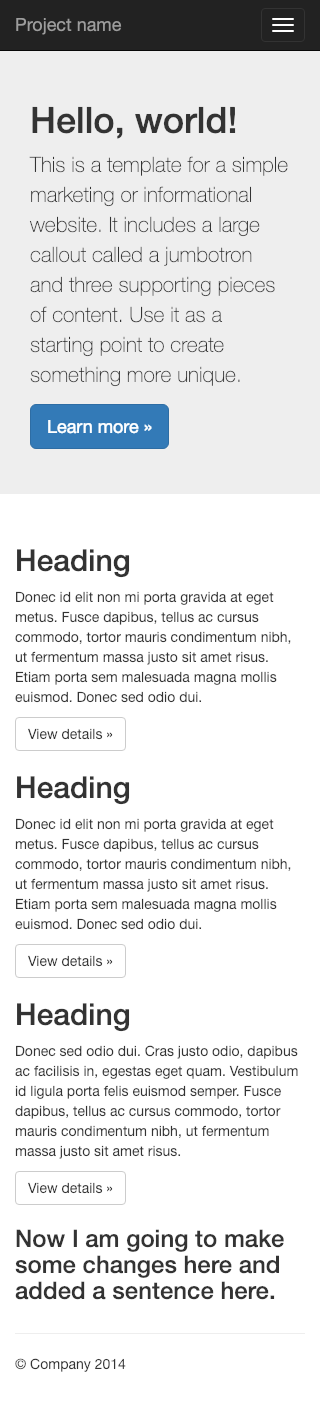 Project name
Hello, world!
This is a template for a simple
marketing or informational
website. It includes a large
callout called a jumbotron
and three supporting pieces
of content. Use it as a
starting point to create
something more unique.
Learn more »
Heading
Donec id elit non mi porta gravida at eget
metus. Fusce dapibus, tellus ac cursus
commodo, tortor mauris condimentum nibh,
ut fermentum massa justo sit amet risus.
Etiam porta sem malesuada magna mollis
euismod. Donec sed odio dui.
View details »
Heading
Donec id elit non mi porta gravida at eget
metus. Fusce dapibus, tellus ac cursus
commodo, tortor mauris condimentum nibh,
ut fermentum massa justo sit amet risus.
Etiam porta sem malesuada magna mollis
euismod. Donec sed odio dui.
View details »
Heading
Donec sed odio dui. Cras justo odio, dapibus
ac facilisis in, egestas eget quam. Vestibulum
id ligula porta felis euismod semper. Fusce
dapibus, tellus ac cursus commodo, tortor
mauris condimentum nibh, ut fermentum
massa justo sit amet risus.
View details »
Now I am going to make
some changes here and
added a sentence here.
© Company 2014